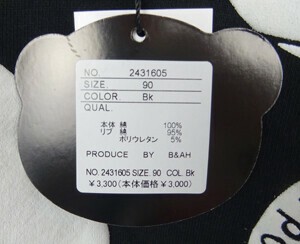 NO. 2431605
SIZE. 90
COLOR. Bk
QUAL.
本体 綿 100%
リブ 綿 95%
ポリウレタン 5%
PRODUCE BY B&AH
NO. 2431605 SIZE 90 COL Bk
¥3,300(本体価格¥3,000)